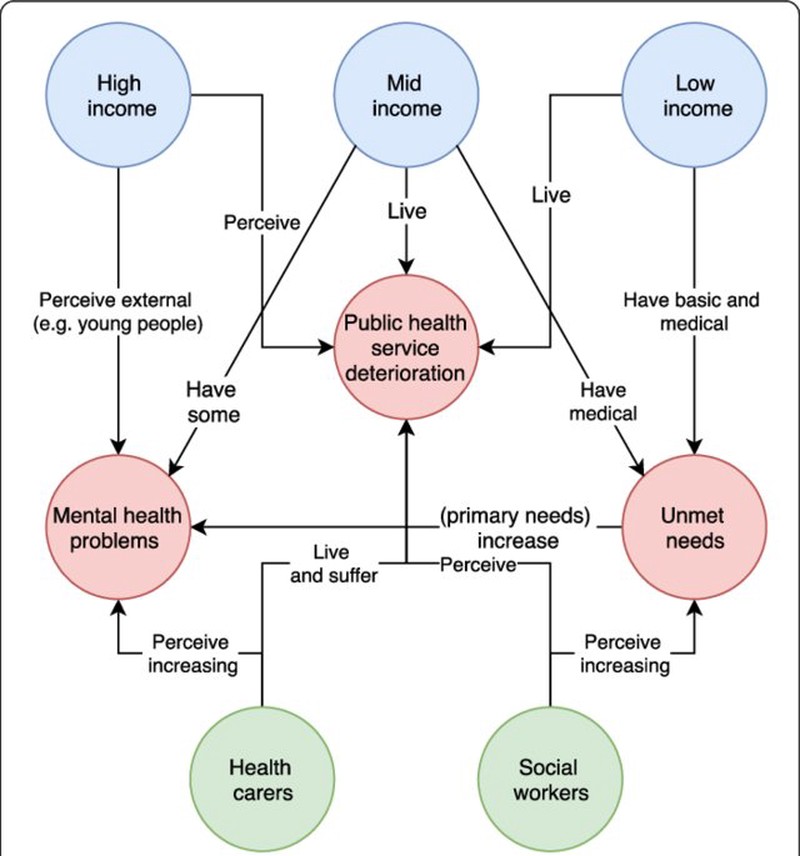 High
income
Mid
income
Low
income
Perceive
Live
Live
Perceive external
(e.g. young people)
Have basic and
medical
Public health
service
deterioration
Have
some
Have
medical
Mental health
problems
(primary needs)
increase
Unmet
needs
Live
and suffer
Perceive
Perceive
increasing
Perceive
increasing
Health
carers
Social
workers